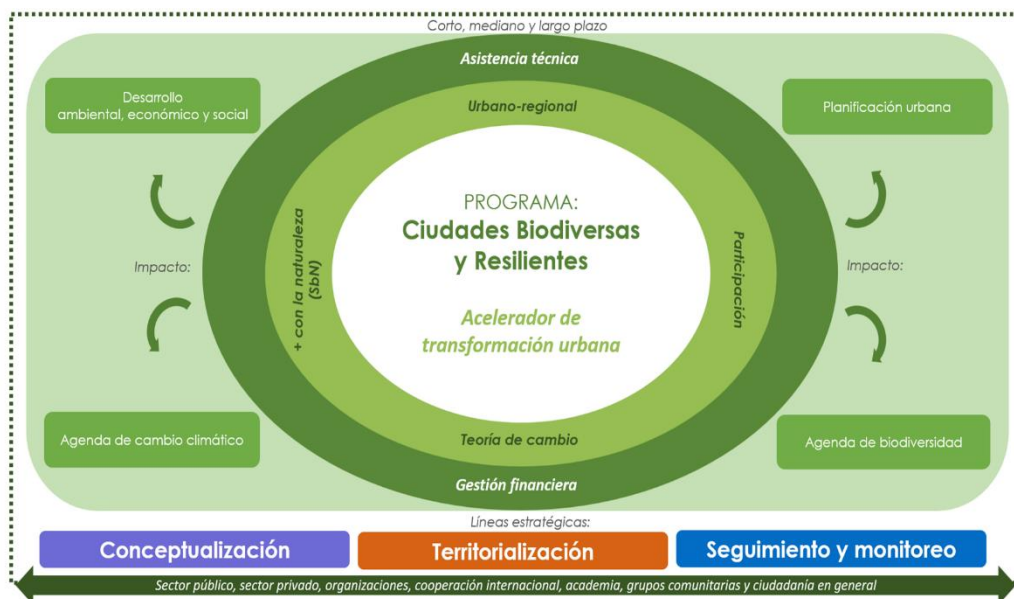 Corto, mediano y largo plazo
Asistencia técnica
Desarrollo
ambiental, económico y social
Urbano-regional
Planificación urbana
PROGRAMA:
Ciudades Biodiversas
y Resilientes
Acelerador de
transformación urbana
+ con la naturaleza
(SbN)
Participación
Impacto:
Impacto:
Agenda de cambio climático
Teoría de cambio
Agenda de biodiversidad
Gestión financiera
Líneas estratégicas:
Conceptualización
Territorialización
Seguimiento y monitoreo
Sector público, sector privado, organizaciones, cooperación internacional, academia, grupos comunitarias y ciudadanía en general